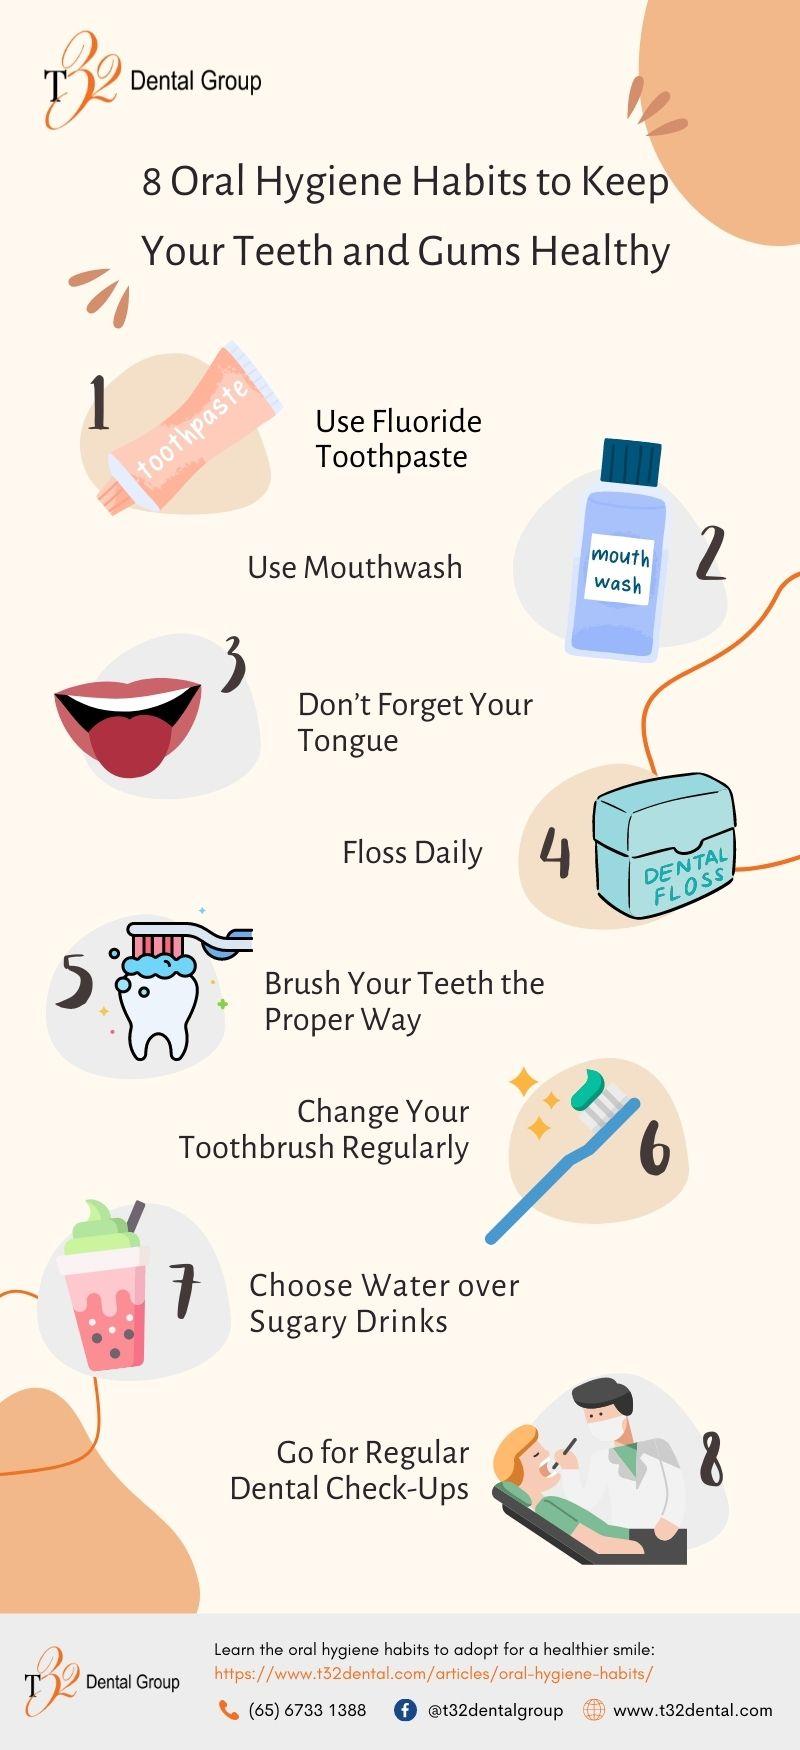 T32 Dental Group
8 Oral Hygiene Habits to Keep
Your Teeth and Gums Healthy
1
toothpaste
Use Fluoride
Toothpaste
Use Mouthwash
mouth
wash
2
3
Don't Forget Your
Tongue
Floss Daily
4
DENTAL
FLOSS
5
Brush Your Teeth the
Proper Way
Change Your
Toothbrush Regularly
6
7
Choose Water over
Sugary Drinks
Go for Regular
Dental Check-Ups
8
T32 Dental Group
Learn the oral hygiene habits to adopt for a healthier smile:
https://www.t32dental.com/articles/oral-hygiene-habits/
(65) 6733 1388
@t32dentalgroup
www.t32dental.com